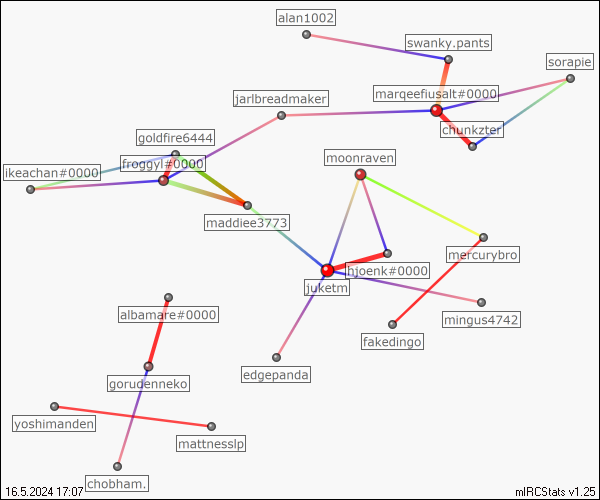 alan1002
swanky.pants
sorapie
marqeefiusalt#0000
jarlbreadmaker
chunkzter
goldfire6444
moonraven
froggyl#0000
ikeachan#0000
maddiee3773
mercurybro
hjoenk#0000
juketm
albamare#0000
mingus4742
fakedingo
edgepanda
gorudenneko
yoshimanden
mattnesslp
chobham.
16.5.2024 17:07
mIRCStats v1.25